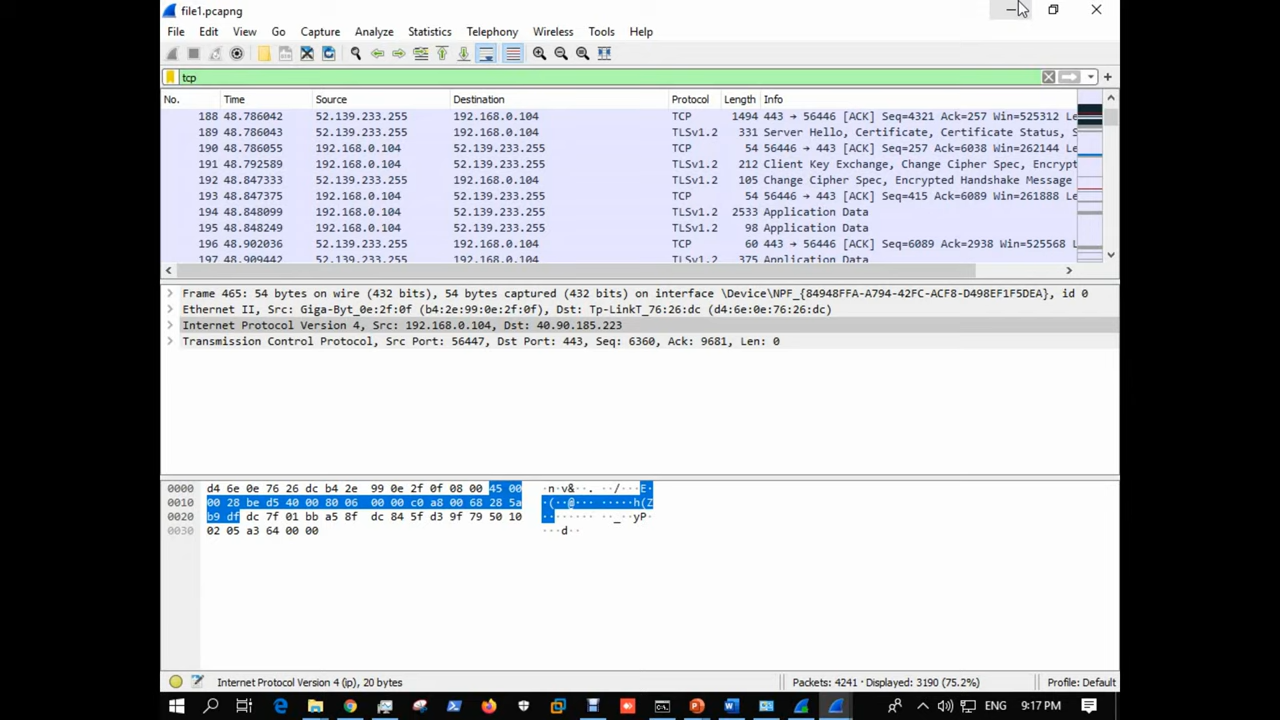 file1.pcapng
File Edit View Go Capture Analyze Statistics Telephony Wireless Tools Help
tcp
No. Time Source Destination Protocol Length Info
188 48.786042 52.139.233.255 192.168.0.104 TCP 1494 443 → 56446 [ACK] Seq=4321 Ack=257 Win=525312 Le
189 48.786043 52.139.233.255 192.168.0.104 TLSv1.2 331 Server Hello, Certificate, Certificate Status, S
190 48.786055 192.168.0.104 52.139.233.255 TCP 54 56446 → 443 [ACK] Seq=257 Ack=6038 Win=262144 Le
191 48.792589 192.168.0.104 52.139.233.255 TLSv1.2 212 Client Key Exchange, Change Cipher Spec, Encrypt
192 48.847333 52.139.233.255 192.168.0.104 TLSv1.2 105 Change Cipher Spec, Encrypted Handshake Message
193 48.847375 192.168.0.104 52.139.233.255 TCP 54 56446 → 443 [ACK] Seq=415 Ack=6089 Win=261888 Le
194 48.848099 192.168.0.104 52.139.233.255 TLSv1.2 2533 Application Data
195 48.848249 192.168.0.104 52.139.233.255 TLSv1.2 98 Application Data
196 48.902036 52.139.233.255 192.168.0.104 TCP 60 443 → 56446 [ACK] Seq=6089 Ack=2938 Win=525568 L
197 48.909442 52.139.233.255 192.168.0.104 TLSv1.2 375 Application Data
Frame 465: 54 bytes on wire (432 bits), 54 bytes captured (432 bits) on interface \Device\NPF_{84948FFA-A794-42FC-ACF8-D498EF1F5DEA}, id 0
Ethernet II, Src: Giga-Byt_0e:2f:0f (b4:2e:99:0e:2f:0f), Dst: Tp-LinkT_76:26:dc (d4:6e:0e:76:26:dc)
Internet Protocol Version 4, Src: 192.168.0.104, Dst: 40.90.185.223
Transmission Control Protocol, Src Port: 56447, Dst Port: 443, Seq: 6360, Ack: 9681, Len: 0
0000 d4 6e 0e 76 26 dc b4 2e 99 0e 2f 0f 08 00 45 00 ·n·v&··. ··/···E·
0010 00 28 be d5 40 00 80 06 00 00 c0 a8 00 68 28 5a ·(··@··· ·····h(Z
0020 b9 df dc 7f 01 bb a5 8f dc 84 5f d3 9f 79 50 10 ········ ··_··yP·
0030 02 05 a3 64 00 00 ···d··
Internet Protocol Version 4 (ip), 20 bytes Packets: 4241 · Displayed: 3190 (75.2%) Profile: Default
ENG 9:17 PM